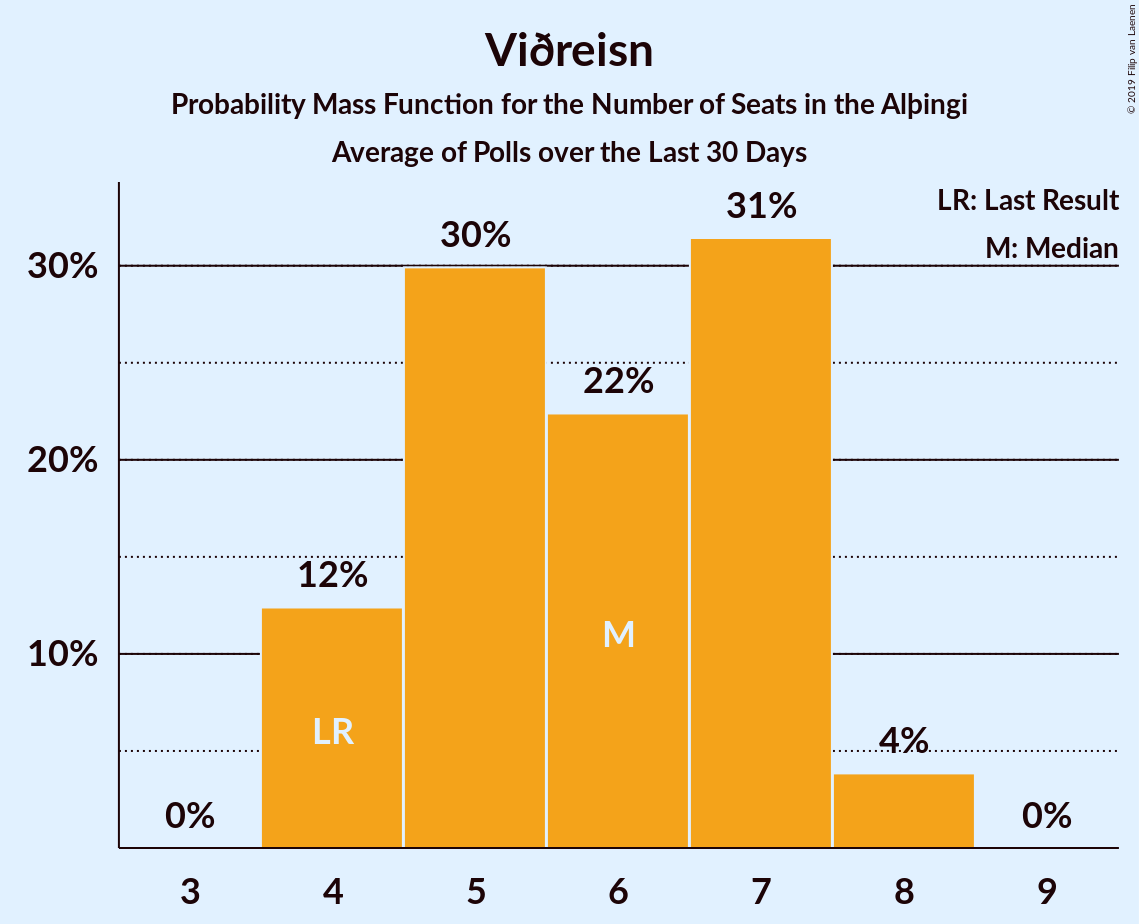 Viðreisn
Probability Mass Function for the Number of Seats in the Alþingi
Average of Polls over the Last 30 Days
© 2019 Filip van Laenen
LR: Last Result
M: Median
30%
20%
10%
0%
12%
30%
22%
31%
4%
0%
LR
M
3
4
5
6
7
8
9